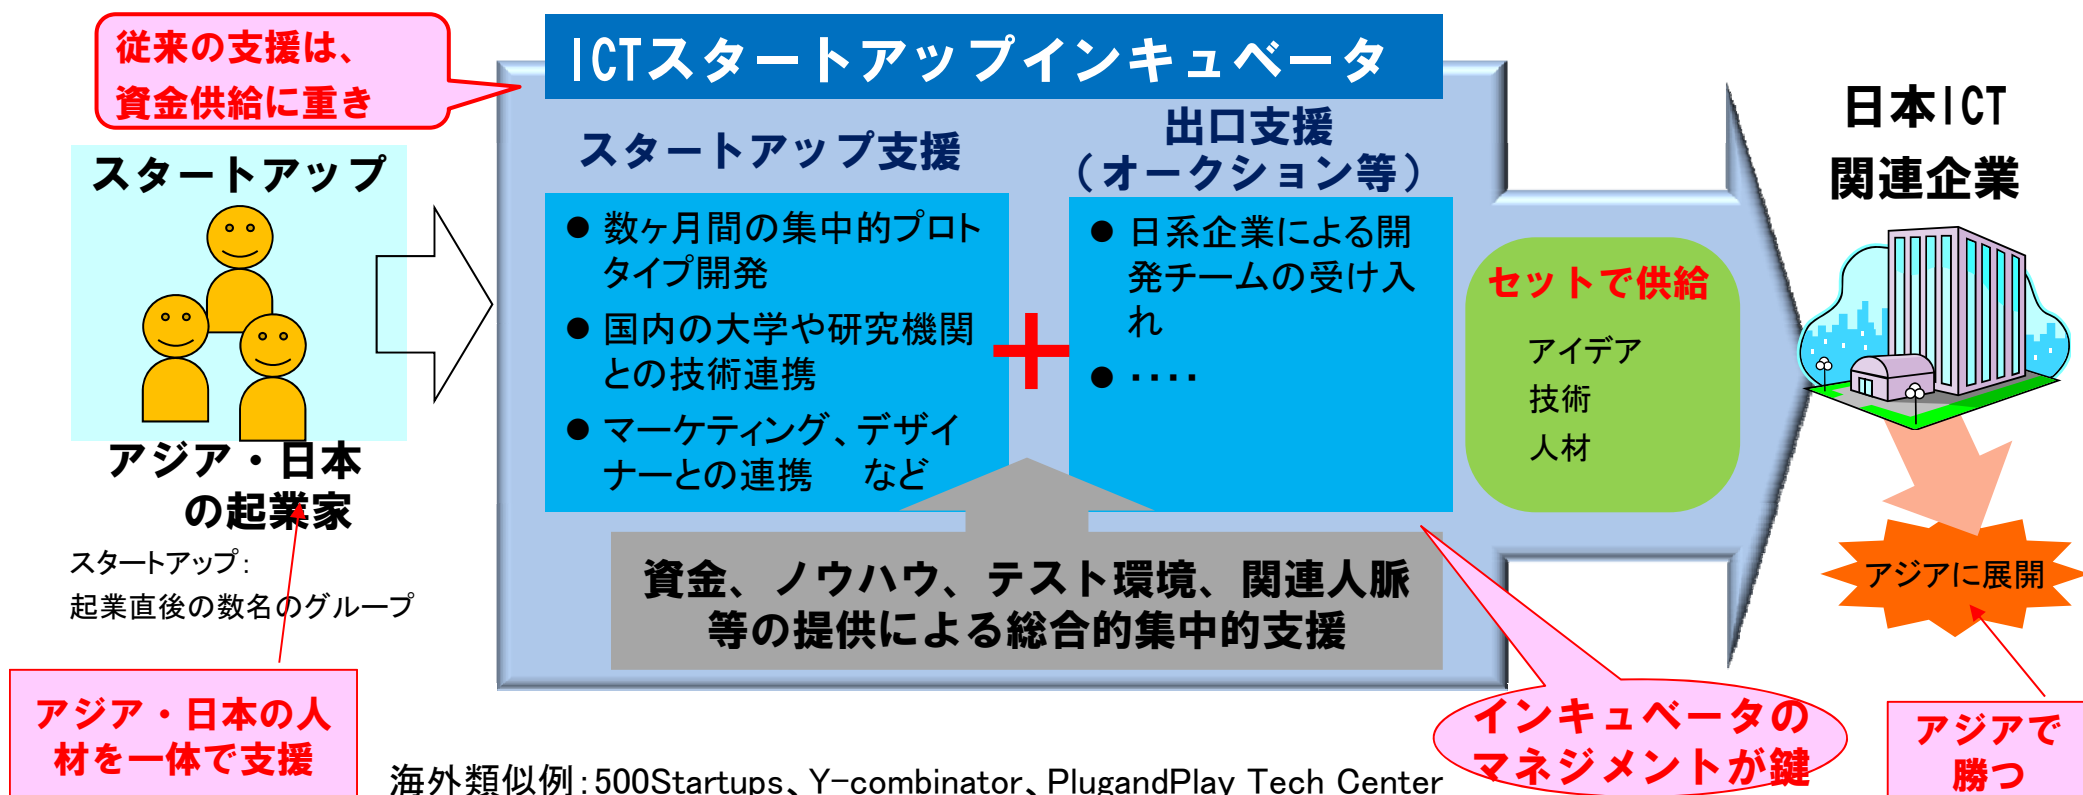 従来の支援は、
資金供給に重き
ICTスタートアップインキュベータ
スタートアップ
アジア・日本
の起業家
スタートアップ：
起業直後の数名のグループ
アジア・日本の人
材を一体で支援
スタートアップ支援
● 数ヶ月間の集中的プロト
タイプ開発
● 国内の大学や研究機関
との技術連携
● マーケティング、デザイ
ナーとの連携　など
+
出口支援
（オークション等）
● 日系企業による開
発チームの受け入
れ
● ････
資金、ノウハウ、テスト環境、関連人脈
等の提供による総合的集中的支援
セットで供給
アイデア
技術
人材
日本ICT
関連企業
アジアに展開
インキュベータの
マネジメントが鍵
アジアで
勝つ
海外類似例：500Startups、Y-combinator、PlugandPlay Tech Center